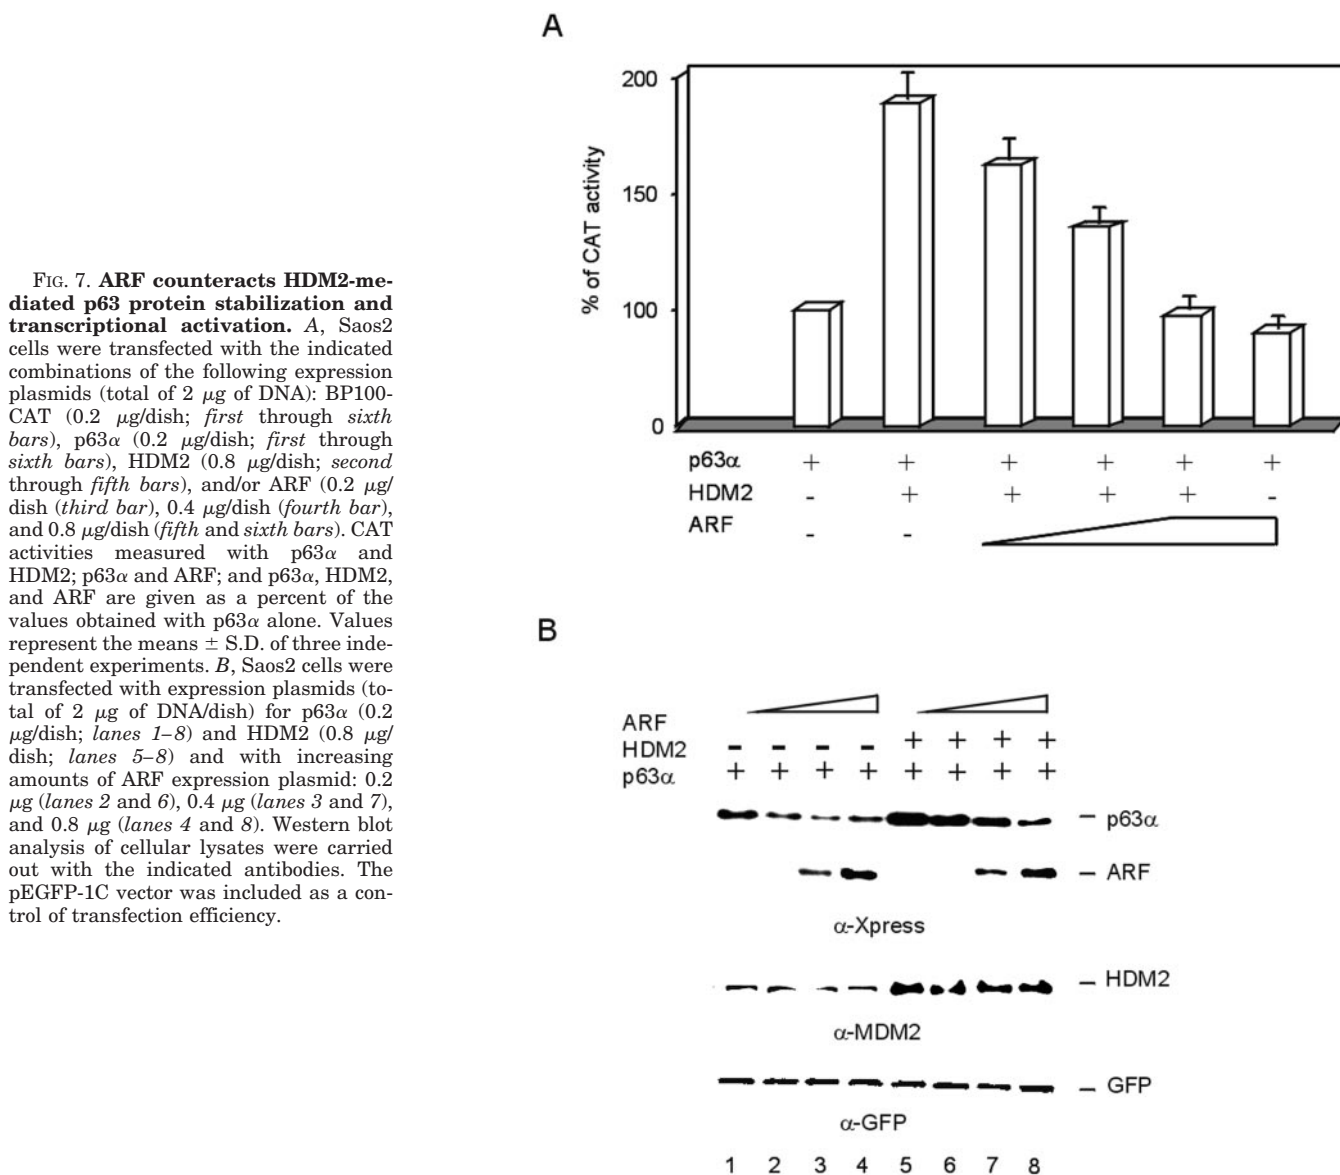 FIG. 7. ARF counteracts HDM2-me-
diated p63 protein stabilization and
transcriptional activation. A, Saos2
cells were transfected with the indicated
combinations of the following expression
plasmids (total of 2 μg of DNA): BP100-
CAT (0.2 μg/dish; first through sixth
bars), p63α (0.2 μg/dish; first through
sixth bars), HDM2 (0.8 μg/dish; second
through fifth bars), and/or ARF (0.2 μg/
dish (third bar), 0.4 μg/dish (fourth bar),
and 0.8 μg/dish (fifth and sixth bars). CAT
activities measured with p63α and
HDM2; p63α and ARF; and p63α, HDM2,
and ARF are given as a percent of the
values obtained with p63α alone. Values
represent the means ± S.D. of three inde-
pendent experiments. B, Saos2 cells were
transfected with expression plasmids (to-
tal of 2 μg of DNA/dish) for p63α (0.2
μg/dish; lanes 1–8) and HDM2 (0.8 μg/
dish; lanes 5–8) and with increasing
amounts of ARF expression plasmid: 0.2
μg (lanes 2 and 6), 0.4 μg (lanes 3 and 7),
and 0.8 μg (lanes 4 and 8). Western blot
analysis of cellular lysates were carried
out with the indicated antibodies. The
pEGFP-1C vector was included as a con-
trol of transfection efficiency.
A
% of CAT activity
200
150
100
0
p63α + + + + + +
HDM2 - + + + + -
ARF - -
B
ARF
HDM2 - - - - + + + +
p63α + + + + + + + +
– p63α
– ARF
α-Xpress
– HDM2
α-MDM2
– GFP
α-GFP
1 2 3 4 5 6 7 8